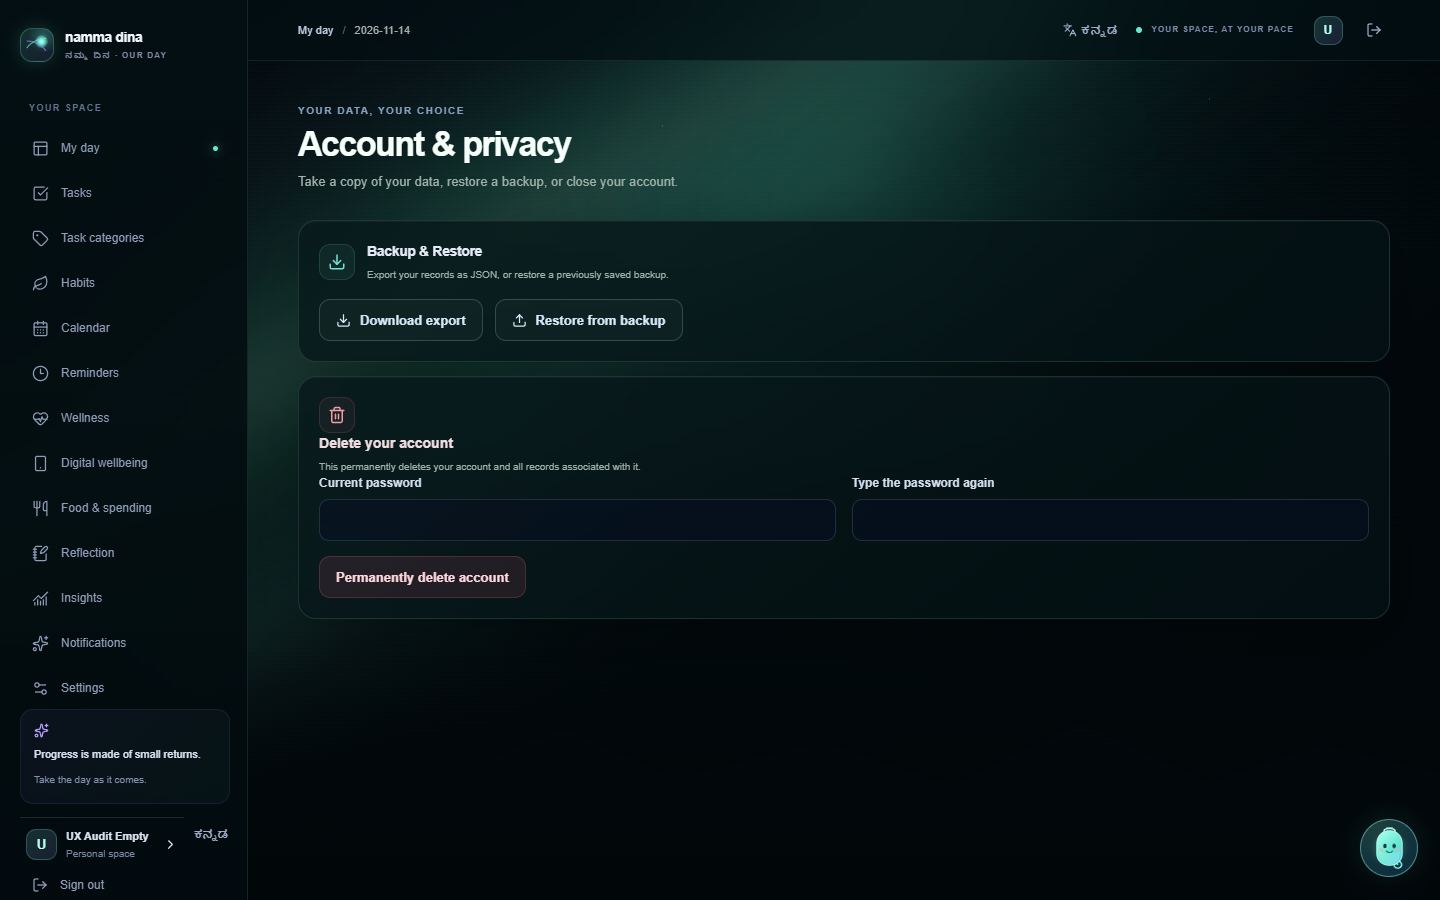 namma dina
ನಮ್ಮ ದಿನ · OUR DAY
YOUR SPACE
My day
Tasks
Task categories
Habits
Calendar
Reminders
Wellness
Digital wellbeing
Food & spending
Reflection
Insights
Notifications
Settings
Progress is made of small returns.
Take the day as it comes.
U
UX Audit Empty
Personal space
ಕನ್ನಡ
Sign out
My day / 2026-11-14
ಕನ್ನಡ
YOUR SPACE, AT YOUR PACE
U
YOUR DATA, YOUR CHOICE
Account & privacy
Take a copy of your data, restore a backup, or close your account.
Backup & Restore
Export your records as JSON, or restore a previously saved backup.
Download export
Restore from backup
Delete your account
This permanently deletes your account and all records associated with it.
Current password
Type the password again
Permanently delete account